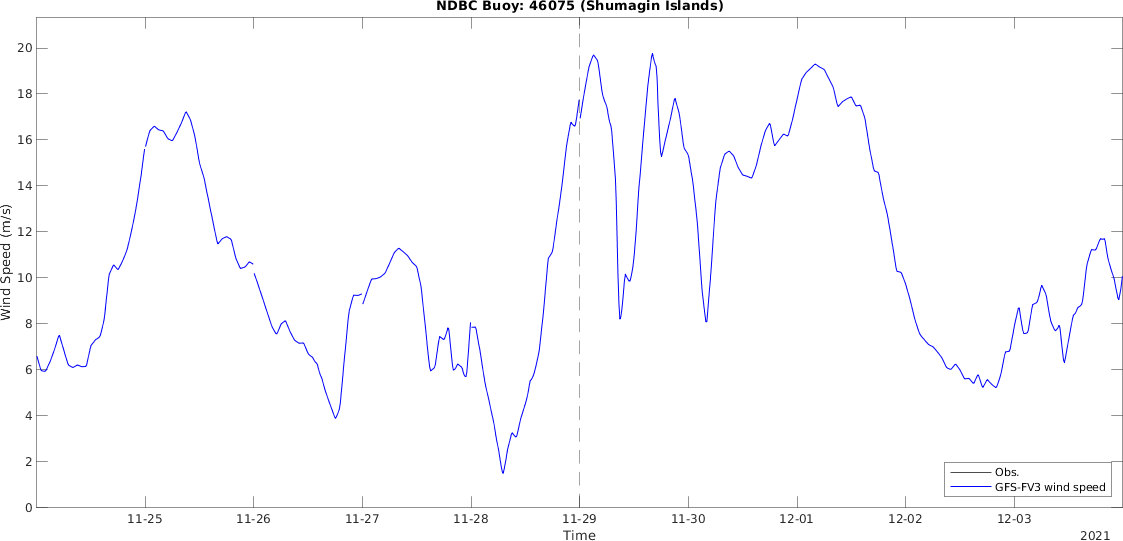 NDBC Buoy: 46075 (Shumagin Islands)
20
18
16
14
12
10
8
6
4
2
0
Wind Speed (m/s)
Obs.
GFS-FV3 wind speed
11-25 11-26 11-27 11-28 11-29 11-30 12-01 12-02 12-03
Time
2021